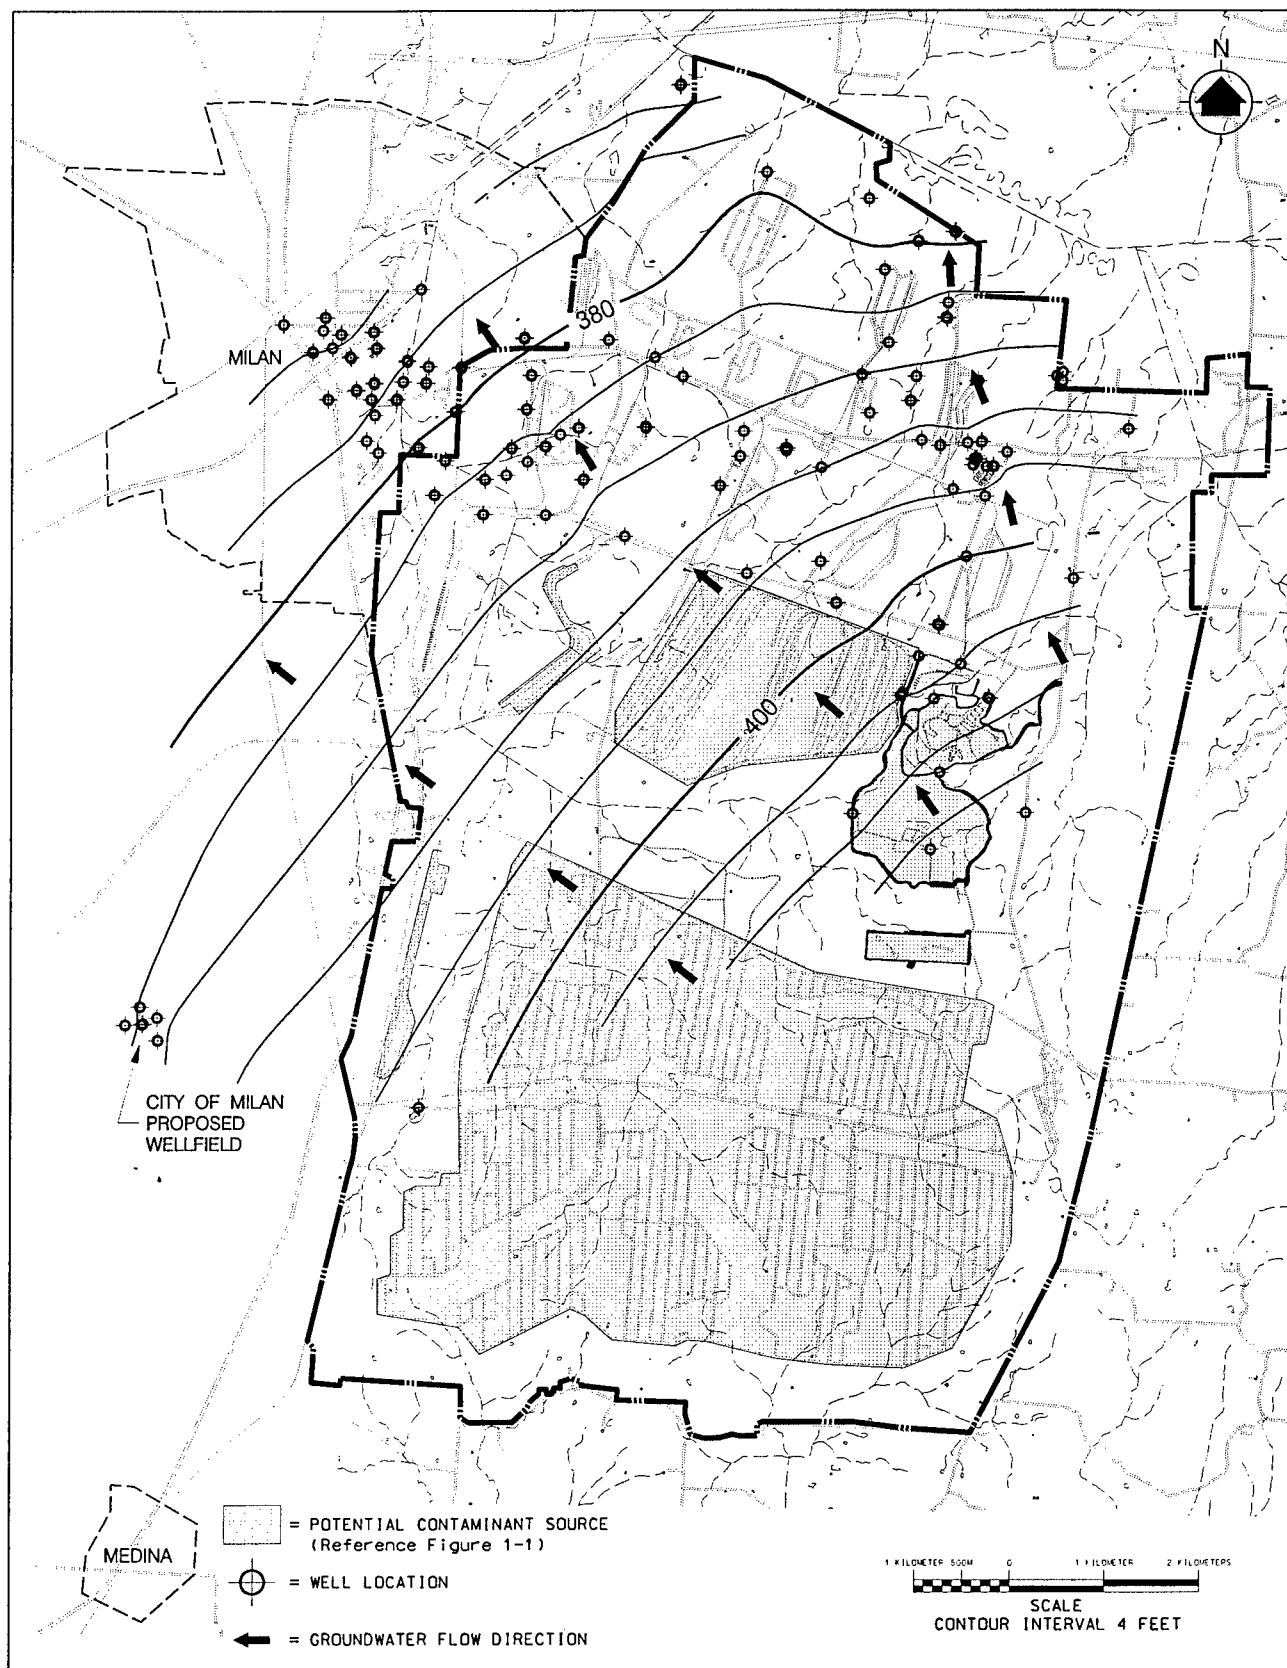 N
380
MILAN
400
CITY OF MILAN
PROPOSED
WELLFIELD
MEDINA
= POTENTIAL CONTAMINANT SOURCE
(Reference Figure 1-1)
= WELL LOCATION
= GROUNDWATER FLOW DIRECTION
1 KILOMETER 500M 0 1 KILOMETER 2 KILOMETERS
SCALE
CONTOUR INTERVAL 4 FEET